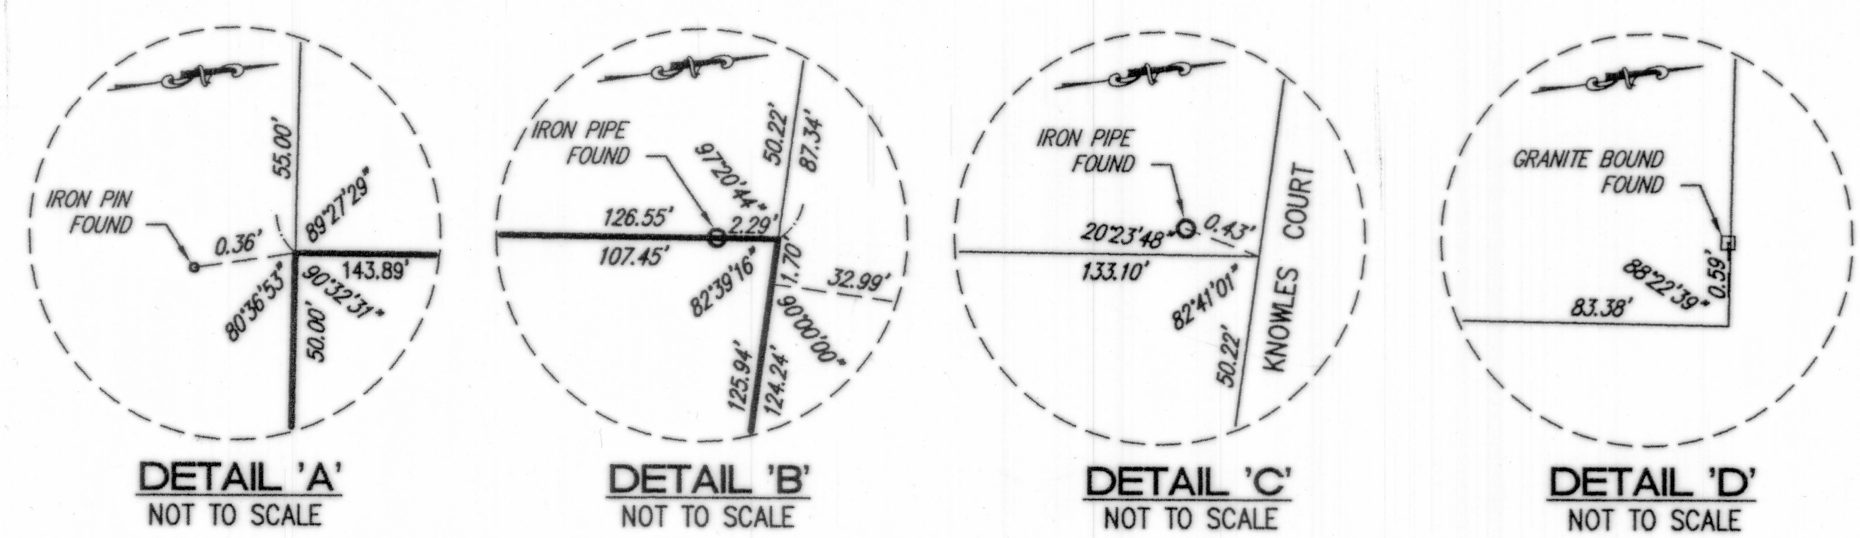 55.00'
IRON PIN
FOUND
0.36'
89°27'29"
143.89'
80°36'53"
90°32'31"
50.00'
DETAIL 'A'
NOT TO SCALE
IRON PIPE
FOUND
50.22'
87.34'
97°20'44"
126.55'
2.29'
107.45'
82°39'16"
1.70'
32.99'
90°00'00"
125.94'
124.24'
DETAIL 'B'
NOT TO SCALE
IRON PIPE
FOUND
20°23'48"
0.43'
133.10'
82°41'01"
50.22'
KNOWLES COURT
DETAIL 'C'
NOT TO SCALE
GRANITE BOUND
FOUND
88°22'39"
0.59'
83.38'
DETAIL 'D'
NOT TO SCALE